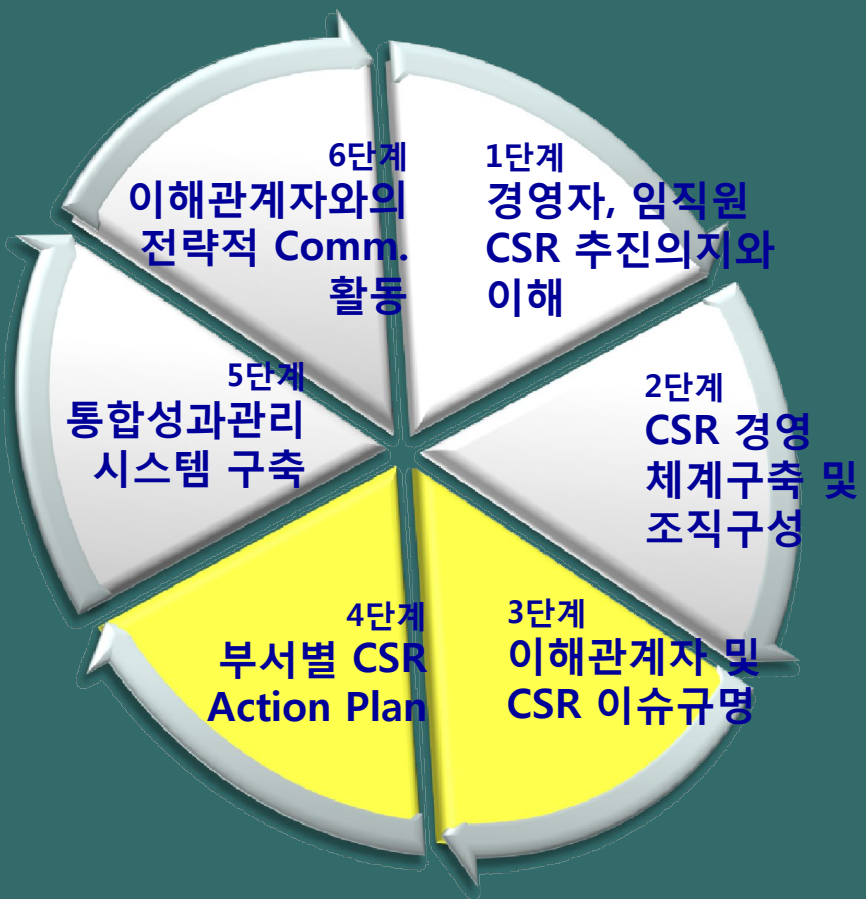 1단계
경영자, 임직원
CSR 추진의지와
이해
2단계
CSR 경영
체계구축 및
조직구성
3단계
이해관계자 및
CSR 이슈규명
4단계
부서별 CSR
Action Plan
5단계
통합성과관리
시스템 구축
6단계
이해관계자와의
전략적 Comm.
활동